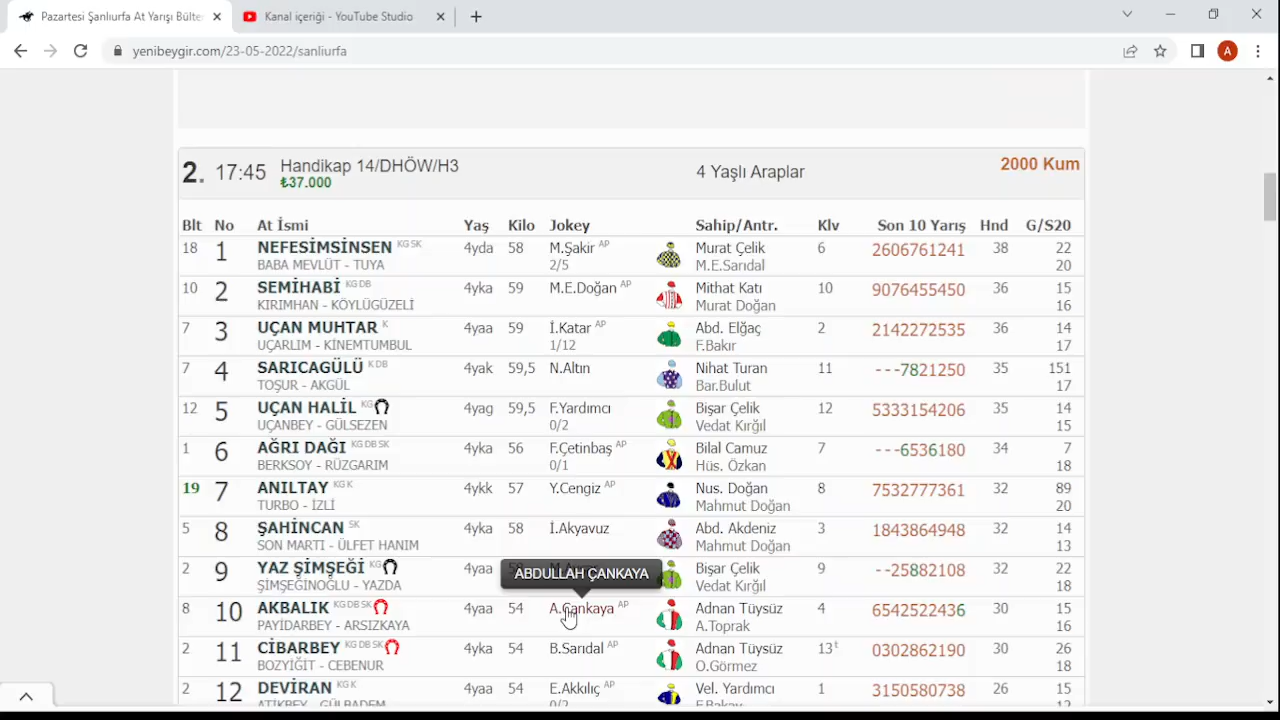 Pazartesi Şanlıurfa At Yarışı Bülte
Kanal içeriği - YouTube Studio
yenibeygir.com/23-05-2022/sanliurfa
A
2. 17:45 Handikap 14/DHÖW/H3 4 Yaşlı Araplar 2000 Kum
₺37.000
Blt No At İsmi Yaş Kilo Jokey Sahip/Antr. Klv Son 10 Yarış Hnd G/S20
18 1 NEFESİMSİNSEN KG SK 4yda 58 M.Şakir AP Murat Çelik 6 2606761241 38 22
BABA MEVLÜT - TUYA 2/5 M.E.Sarıdal 20
10 2 SEMİHABİ KG DB 4yka 59 M.E.Doğan AP Mithat Katı 10 9076455450 36 15
KIRIMHAN - KÖYLÜGÜZELİ Murat Doğan 16
7 3 UÇAN MUHTAR K 4yaa 59 İ.Katar AP Abd. Elğaç 2 2142272535 36 14
UÇARLIM - KİNEMTUMBUL 1/12 F.Bakır 17
7 4 SARICAGÜLÜ K DB 4yak 59,5 N.Altın Nihat Turan 11 ---7821250 35 151
TOŞUR - AKGÜL Bar.Bulut 17
12 5 UÇAN HALİL KG 4yag 59,5 F.Yardımcı Bişar Çelik 12 5333154206 35 14
UÇANBEY - GÜLSEZEN 0/2 Vedat Kırğıl 15
1 6 AĞRI DAĞI KG DB SK 4yka 56 F.Çetinbaş AP Bilal Camuz 7 ---6536180 34 7
BERKSOY - RÜZGARIM 0/1 Hüs. Özkan 18
19 7 ANILTAY KG K 4ykk 57 Y.Cengiz AP Nus. Doğan 8 7532777361 32 89
TURBO - İZLİ Mahmut Doğan 20
5 8 ŞAHİNCAN SK 4yka 58 İ.Akyavuz Abd. Akdeniz 3 1843864948 32 14
SON MARTI - ÜLFET HANIM Mahmut Doğan 13
2 9 YAZ ŞİMŞEĞİ KG 4yaa Bişar Çelik 9 --25882108 32 22
ŞİMŞEĞİNOĞLU - YAZDA ABDULLAH ÇANKAYA Vedat Kırğıl 18
8 10 AKBALIK KG DB SK 4yaa 54 A.Çankaya AP Adnan Tüysüz 4 6542522436 30 15
PAYİDARBEY - ARSIZKAYA A.Toprak 16
2 11 CİBARBEY KG DB SK 4yka 54 B.Sarıdal AP Adnan Tüysüz 13t 0302862190 30 26
BOZYİĞİT - CEBENUR O.Görmez 18
2 12 DEVİRAN KG K 4yaa 54 E.Akkılıç AP Vel. Yardımcı 1 3150580738 26 15